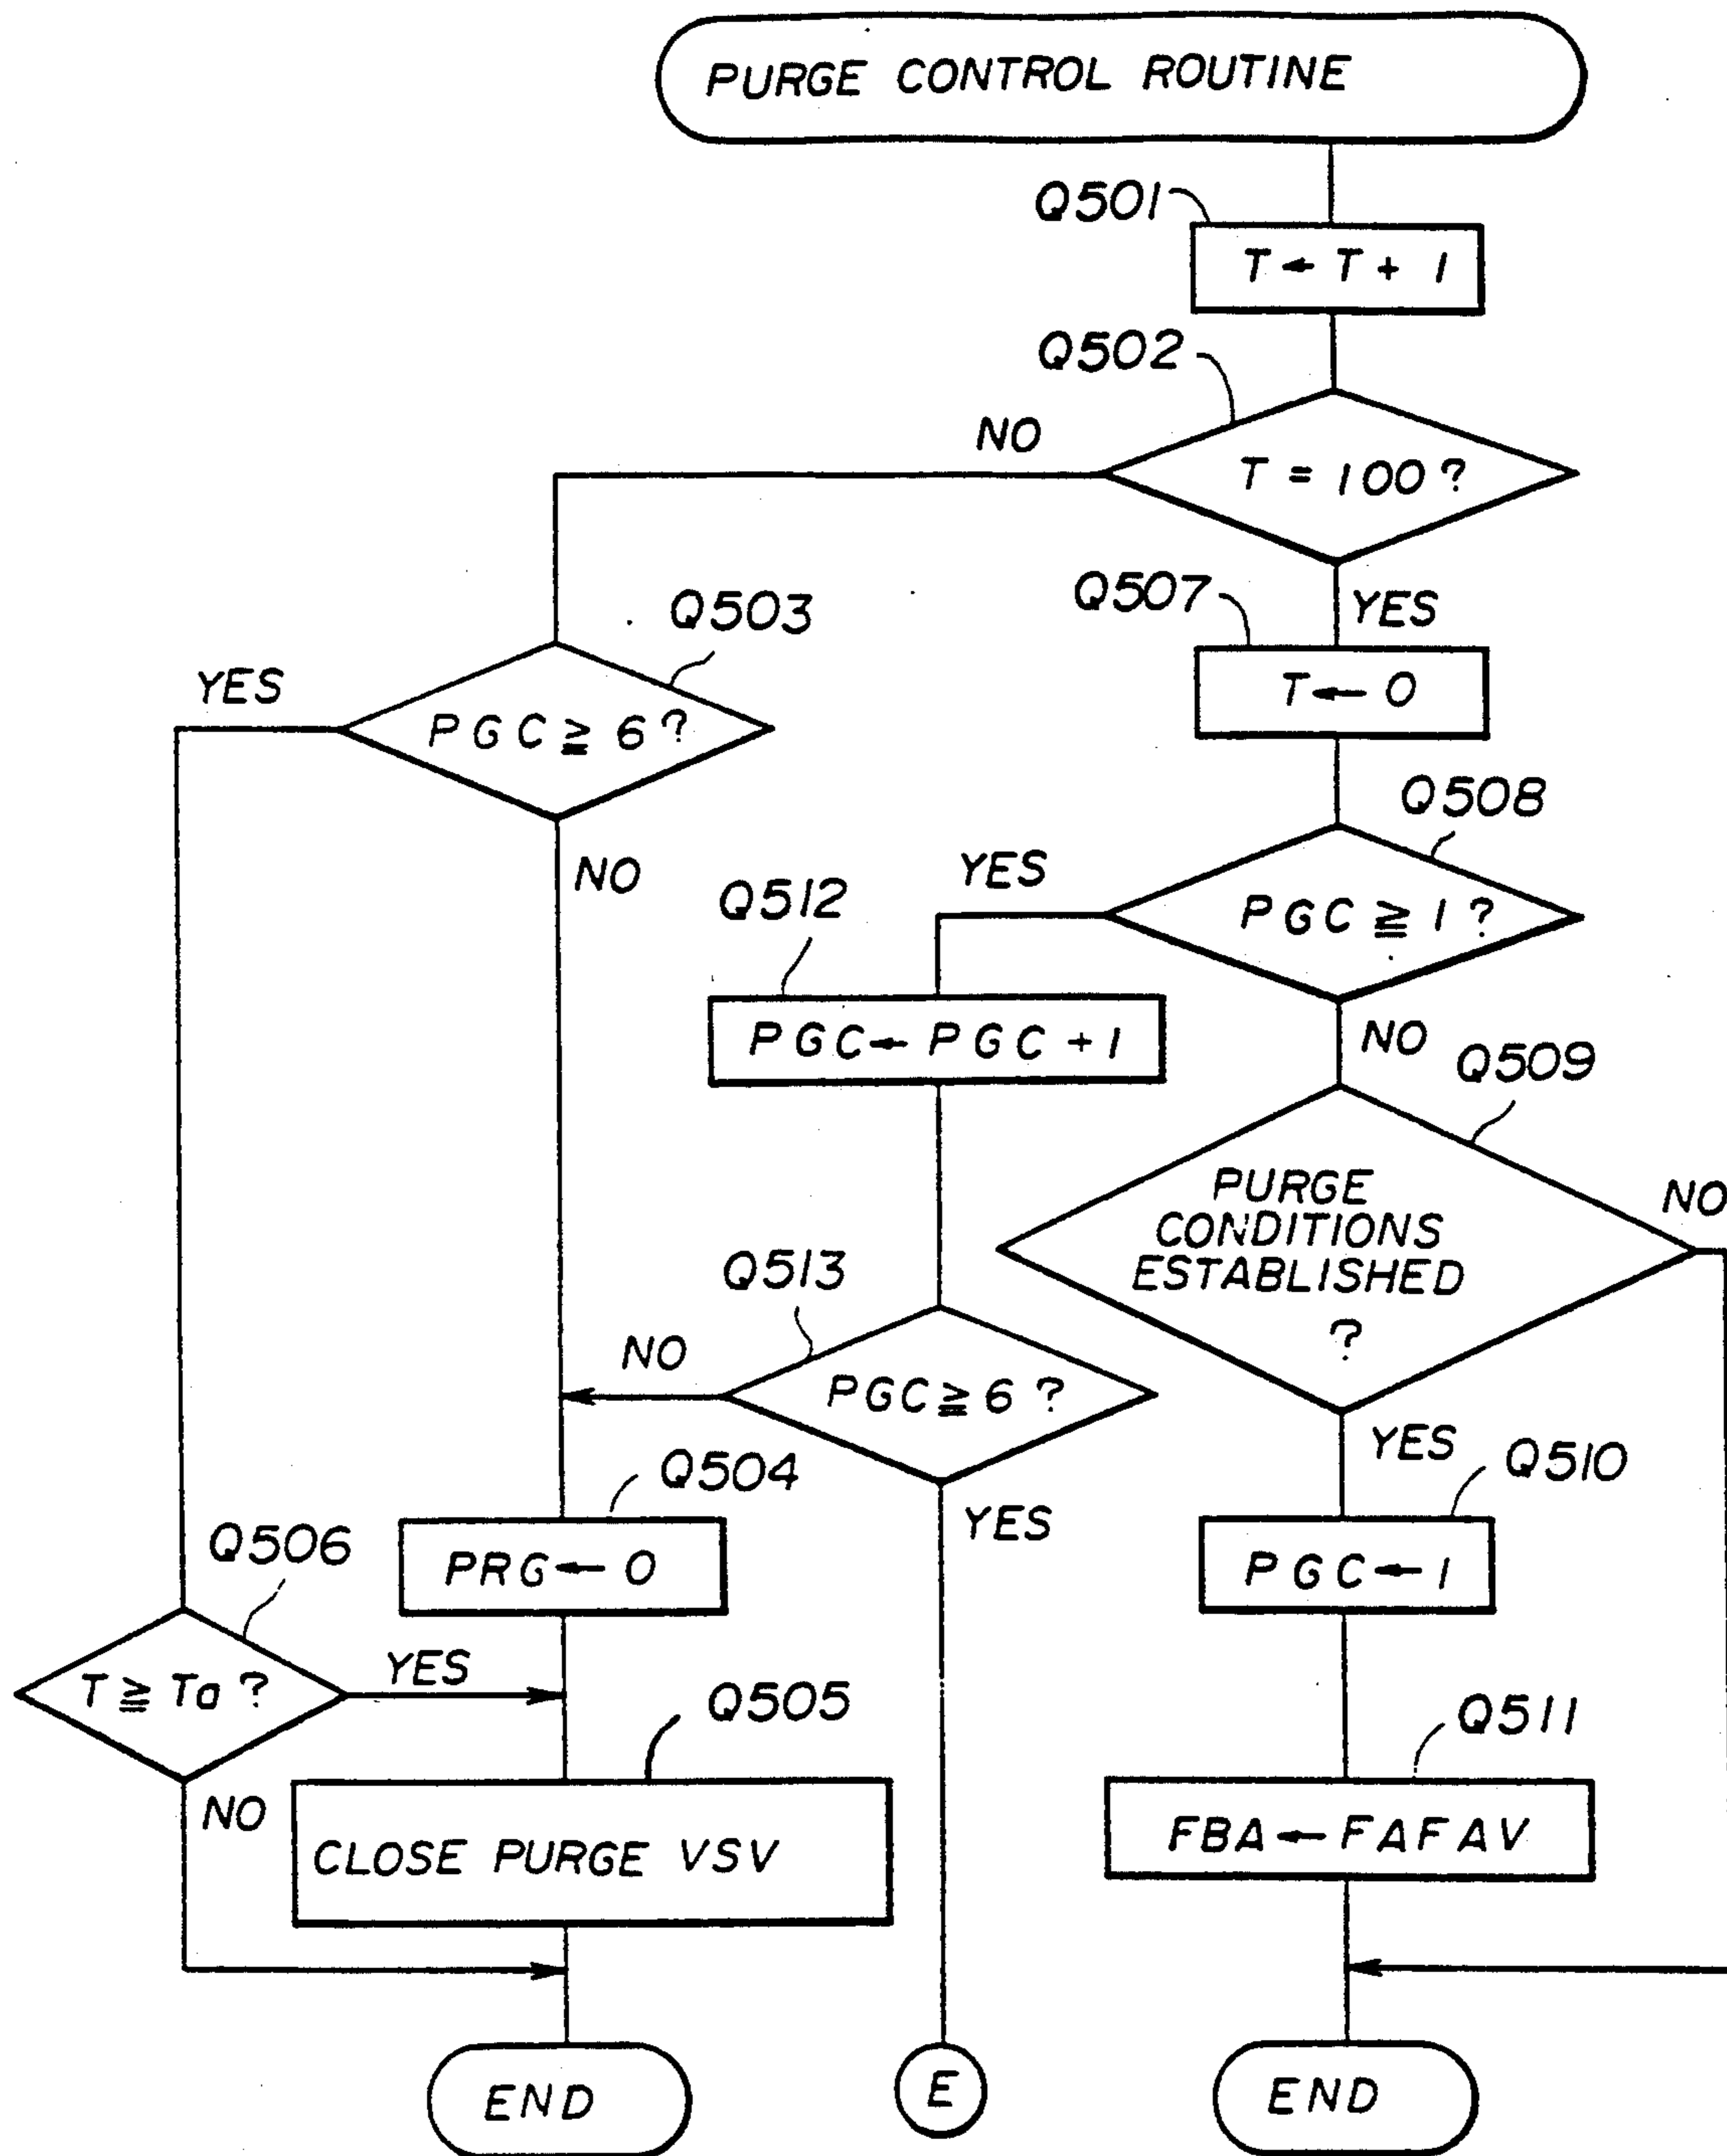 PURGE CONTROL ROUTINE
Q501
T ← T + 1
Q502
NO
T = 100 ?
Q507
YES
Q503
YES
T ← 0
PGC ≧ 6 ?
Q508
NO
YES
Q512
PGC ≧ 1 ?
PGC ← PGC + 1
NO
Q509
PURGE
CONDITIONS
ESTABLISHED
?
NO
Q513
NO
PGC ≧ 6 ?
YES
Q510
Q504
YES
Q506
PRG ← 0
PGC ← 1
YES
T ≧ Ta ?
Q505
Q511
NO
CLOSE PURGE VSV
FBA ← FAFAV
END
E
END